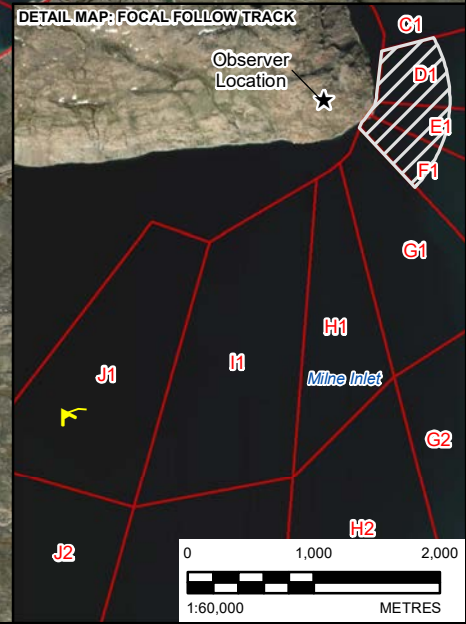 DETAIL MAP: FOCAL FOLLOW TRACK
C1
Observer
Location
D1
E1
F1
G1
H1
I1
J1
Milne Inlet
G2
H2
J2
0 1,000 2,000
1:60,000 METRES